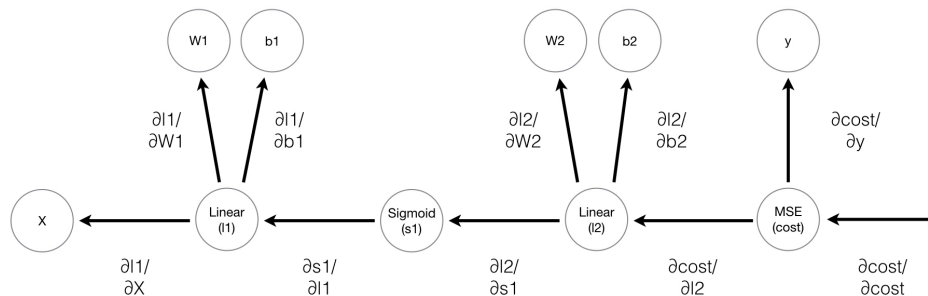 W1
b1
W2
b2
y
∂l1/
∂W1
∂l1/
∂b1
∂l2/
∂W2
∂l2/
∂b2
∂cost/
∂y
X
Linear
(l1)
Sigmoid
(s1)
Linear
(l2)
MSE
(cost)
∂l1/
∂X
∂s1/
∂l1
∂l2/
∂s1
∂cost/
∂l2
∂cost/
∂cost